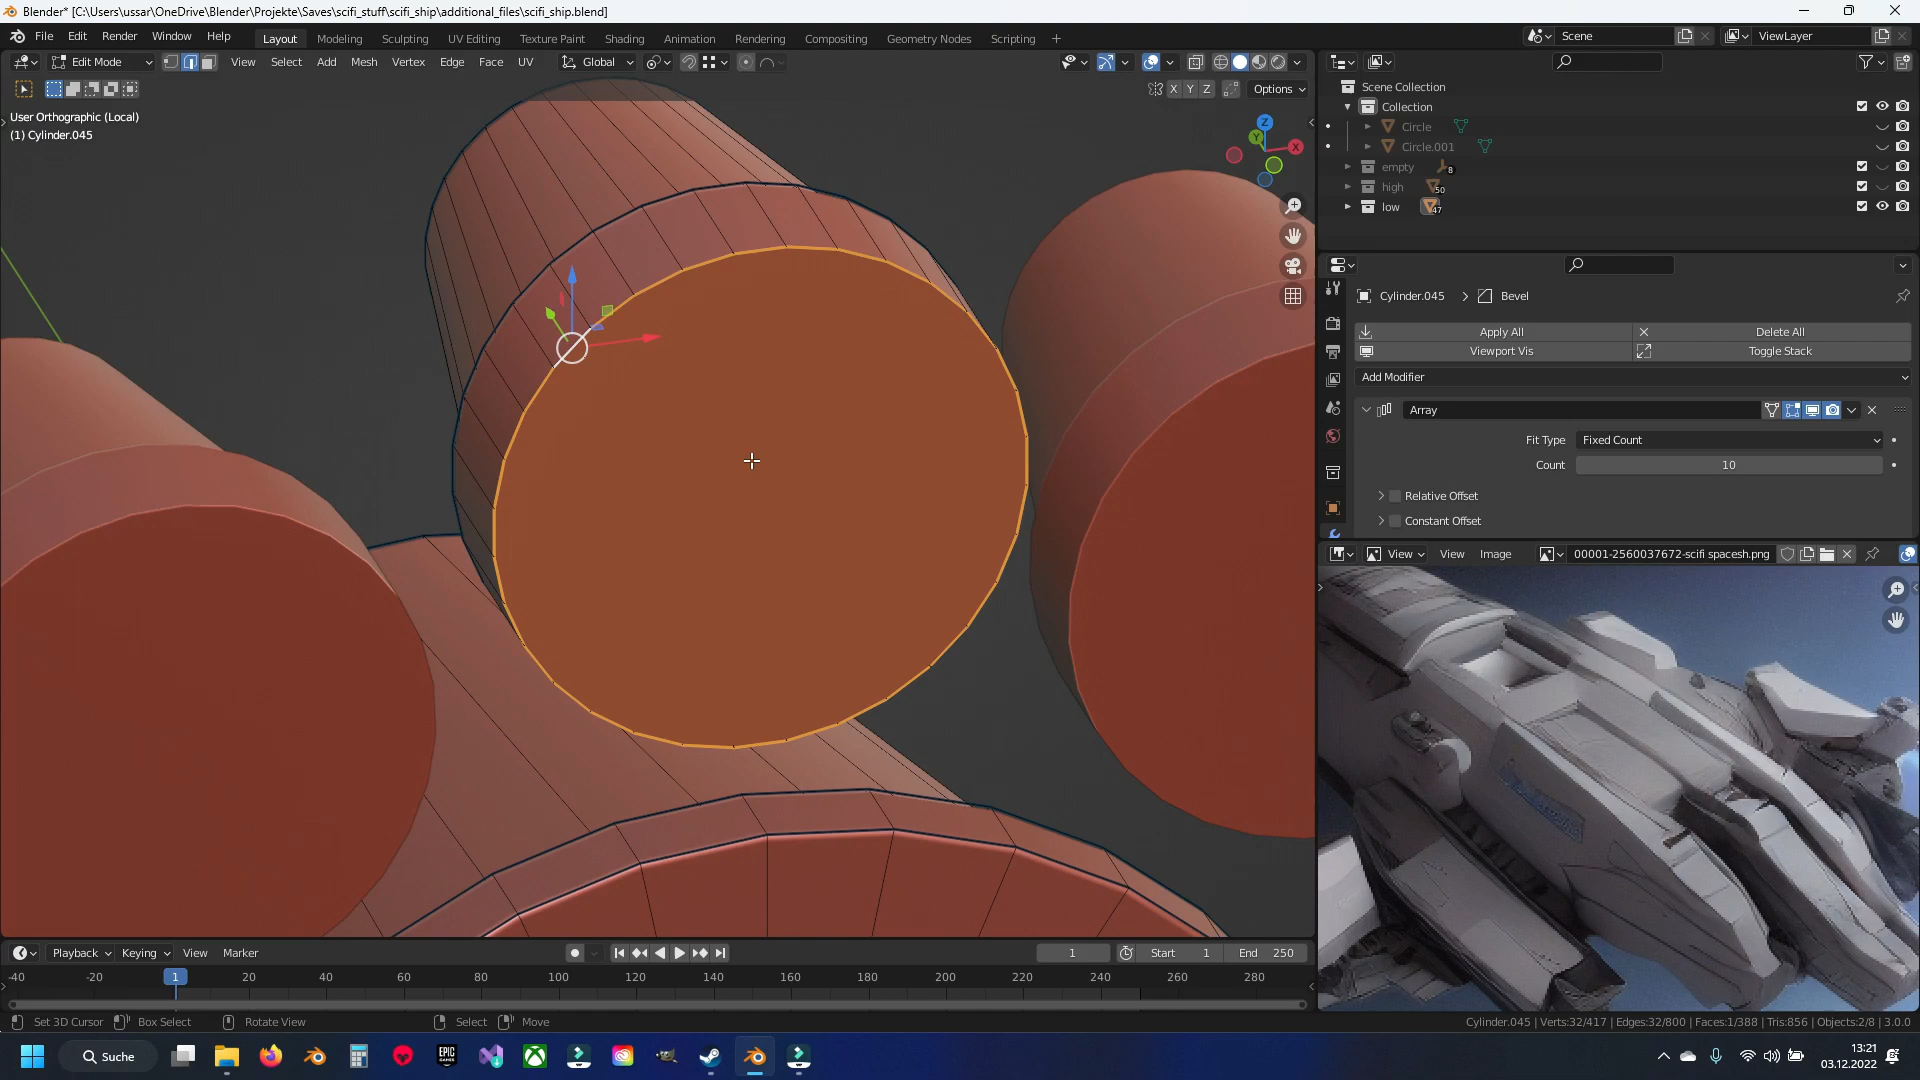 Blender* [C:\Users\ussar\OneDrive\Blender\Projekte\Saves\scifi_stuff\scifi_ship\additional_files\scifi_ship.blend]
File Edit Render Window Help Layout Modeling Sculpting UV Editing Texture Paint Shading Animation Rendering Compositing Geometry Nodes Scripting + Scene ViewLayer
Edit Mode View Select Add Mesh Vertex Edge Face UV Global
X Y Z Options
User Orthographic (Local)
(1) Cylinder.045
Z
Y
X
Scene Collection
Collection
Circle
Circle.001
empty 8
high 50
low 47
Cylinder.045 > Bevel
Apply All Delete All
Viewport Vis Toggle Stack
Add Modifier
Array
Fit Type Fixed Count
Count 10
Relative Offset
Constant Offset
View View Image 00001-2560037672-scifi spacesh.png
Playback Keying View Marker 1 Start 1 End 250
-40 -20 1 20 40 60 80 100 120 140 160 180 200 220 240 260 280
Set 3D Cursor Box Select Rotate View Select Move Cylinder.045 | Verts:32/417 | Edges:32/800 | Faces:1/388 | Tris:856 | Objects:2/8 | 3.0.0
Suche
EPIC
GAMES
13:21
03.12.2022